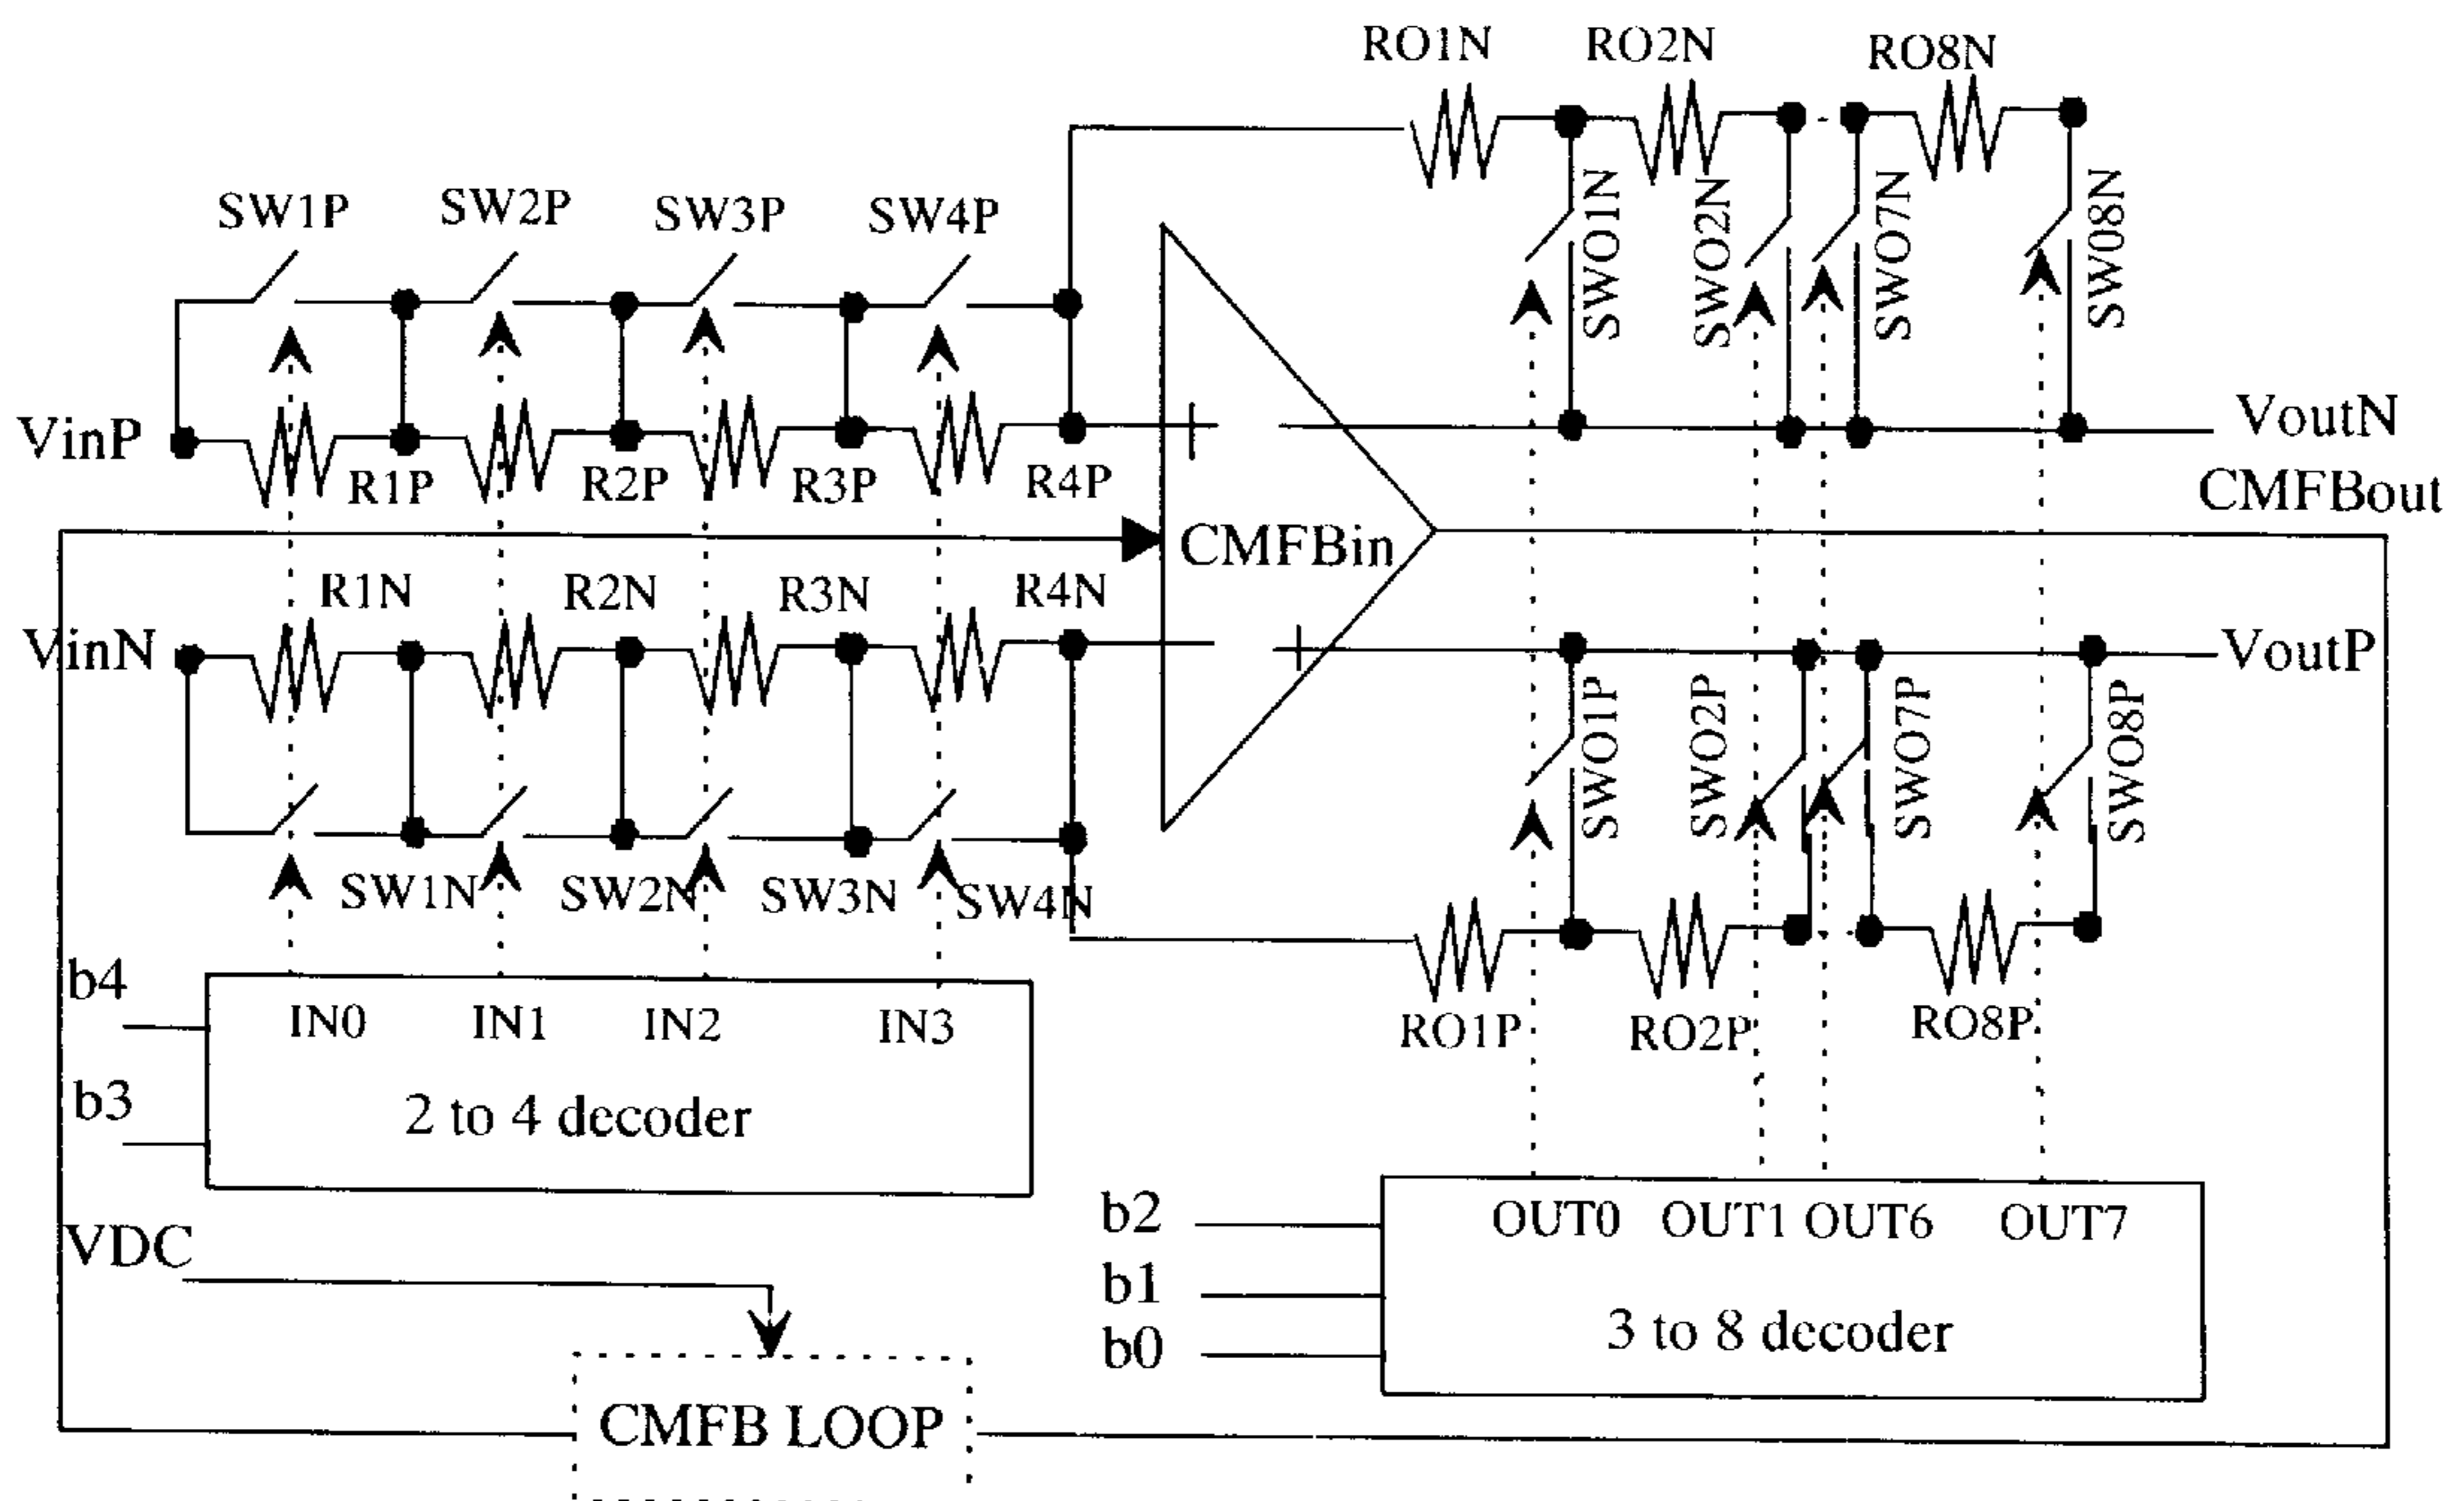 RO1N RO2N RO8N
SW1P SW2P SW3P SW4P
SWO1N SWO2N SWO7N SW08N
VinP R1P R2P R3P R4P VoutN
CMFBout
CMFBin
R1N R2N R3N R4N
VinN VoutP
SWO1P SWO2P SWO7P SWO8P
SW1N SW2N SW3N SW4N
b4 IN0 IN1 IN2 IN3
RO1P RO2P RO8P
b3 2 to 4 decoder
b2 OUT0 OUT1 OUT6 OUT7
VDC
b1
b0 3 to 8 decoder
CMFB LOOP